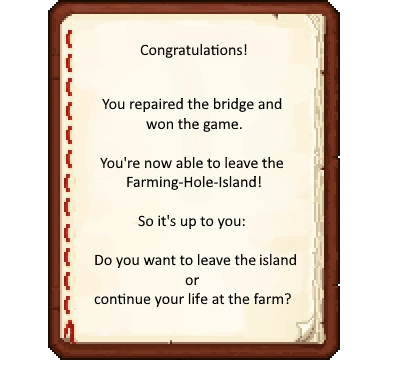 Congratulations!
You repaired the bridge and
won the game.
You're now able to leave the
Farming-Hole-Island!
So it's up to you:
Do you want to leave the island
or
continue your life at the farm?